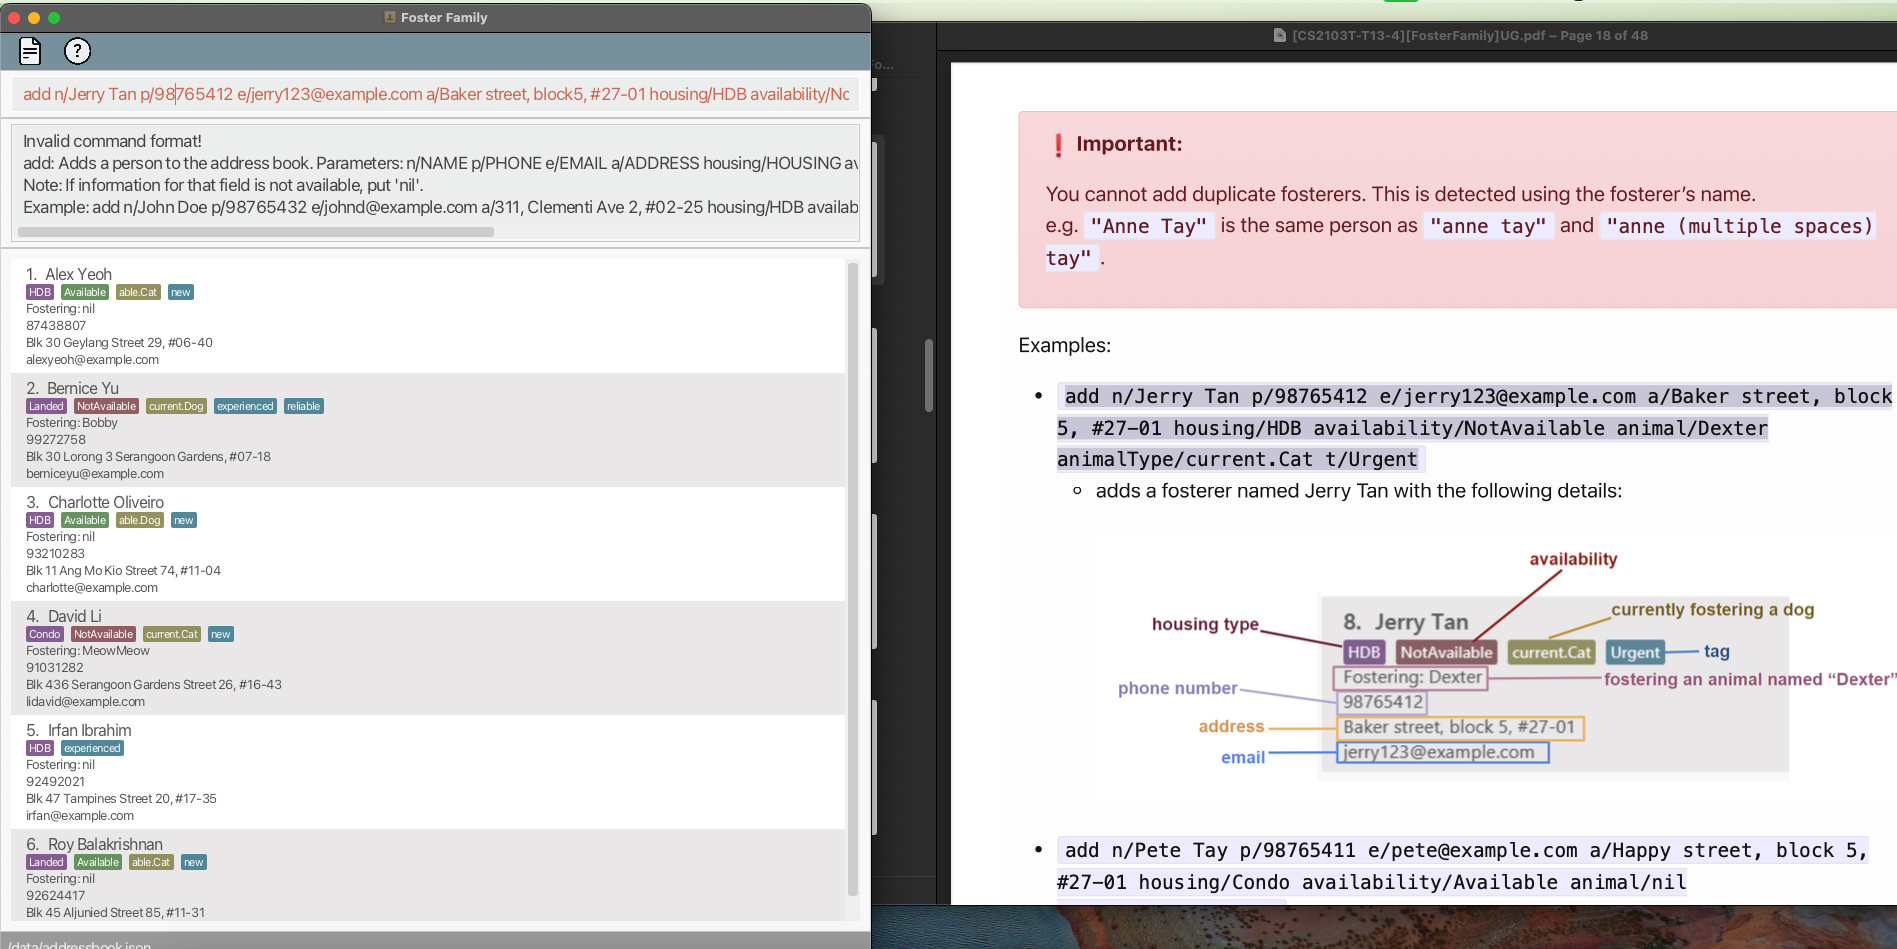 Foster Family
?
add n/Jerry Tan p/98765412 e/jerry123@example.com a/Baker street, block5, #27-01 housing/HDB availability/No
Invalid command format!
add: Adds a person to the address book. Parameters: n/NAME p/PHONE e/EMAIL a/ADDRESS housing/HOUSING av
Note: If information for that field is not available, put 'nil'.
Example: add n/John Doe p/98765432 e/johnd@example.com a/311, Clementi Ave 2, #02-25 housing/HDB availab
1. Alex Yeoh
HDB Available able.Cat new
Fostering: nil
87438807
Blk 30 Geylang Street 29, #06-40
alexyeoh@example.com
2. Bernice Yu
Landed NotAvailable current.Dog experienced reliable
Fostering: Bobby
99272758
Blk 30 Lorong 3 Serangoon Gardens, #07-18
berniceyu@example.com
3. Charlotte Oliveiro
HDB Available able.Dog new
Fostering: nil
93210283
Blk 11 Ang Mo Kio Street 74, #11-04
charlotte@example.com
4. David Li
Condo NotAvailable current.Cat new
Fostering: MeowMeow
91031282
Blk 436 Serangoon Gardens Street 26, #16-43
lidavid@example.com
5. Irfan Ibrahim
HDB experienced
Fostering: nil
92492021
Blk 47 Tampines Street 20, #17-35
irfan@example.com
6. Roy Balakrishnan
Landed Available able.Cat new
Fostering: nil
92624417
Blk 45 Aljunied Street 85, #11-31
/data/addressbook.json
Fo...
[CS2103T-T13-4][FosterFamily]UG.pdf – Page 18 of 48
❗ Important:
You cannot add duplicate fosterers. This is detected using the fosterer’s name.
e.g. "Anne Tay" is the same person as "anne tay" and "anne (multiple spaces)
tay" .
Examples:
• add n/Jerry Tan p/98765412 e/jerry123@example.com a/Baker street, block
5, #27-01 housing/HDB availability/NotAvailable animal/Dexter
animalType/current.Cat t/Urgent
◦ adds a fosterer named Jerry Tan with the following details:
availability
currently fostering a dog
housing type
8. Jerry Tan
HDB NotAvailable current.Cat Urgent
tag
Fostering: Dexter
fostering an animal named “Dexter”
phone number
98765412
address
Baker street, block 5, #27-01
email
jerry123@example.com
• add n/Pete Tay p/98765411 e/pete@example.com a/Happy street, block 5,
#27-01 housing/Condo availability/Available animal/nil